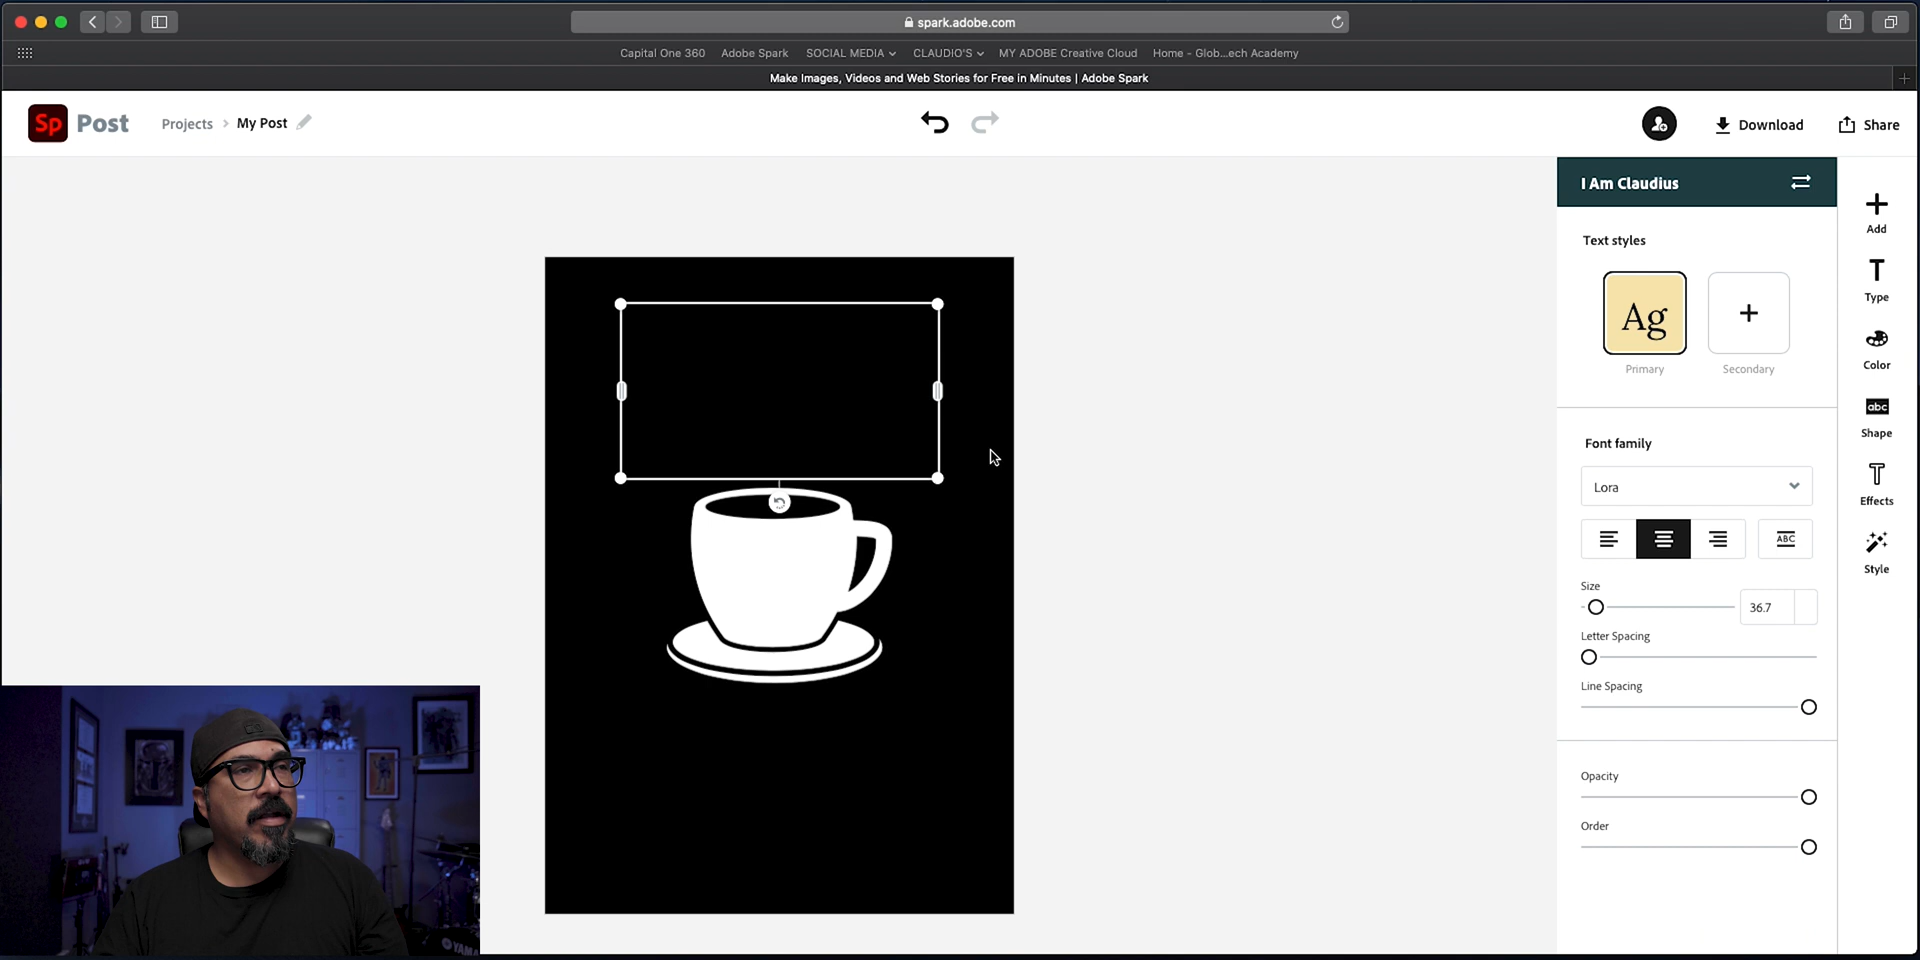 spark.adobe.com
Capital One 360 Adobe Spark SOCIAL MEDIA CLAUDIO'S MY ADOBE Creative Cloud Home - Glob...ech Academy
Make Images, Videos and Web Stories for Free in Minutes | Adobe Spark
Sp Post Projects > My Post Download Share
I Am Claudius
Add
Text styles
Ag
Primary
Secondary
Type
Color
abc
Shape
Font family
Lora
Effects
ABC
Style
Size
36.7
Letter Spacing
Line Spacing
Opacity
Order
YAMA